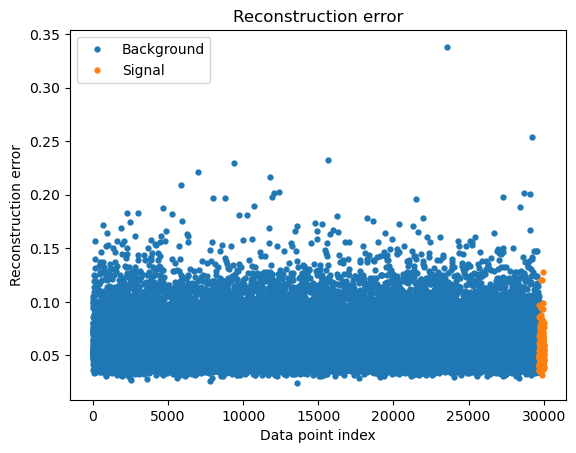 Reconstruction error
Background
Signal
Reconstruction error
0.35
0.30
0.25
0.20
0.15
0.10
0.05
0
5000
10000
15000
20000
25000
30000
Data point index